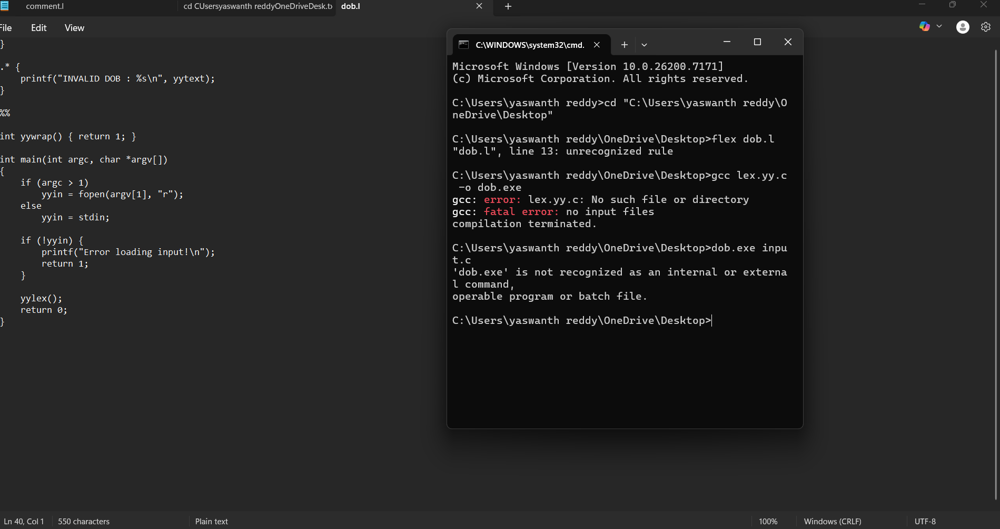 comment.l
cd CUsersyaswanth reddyOneDriveDesk.tx
dob.l
File Edit View
}
.* {
    printf("INVALID DOB : %s\n", yytext);
}
%%
int yywrap() { return 1; }
int main(int argc, char *argv[])
{
    if (argc > 1)
        yyin = fopen(argv[1], "r");
    else
        yyin = stdin;
    if (!yyin) {
        printf("Error loading input!\n");
        return 1;
    }
    yylex();
    return 0;
}
C:\WINDOWS\system32\cmd.
Microsoft Windows [Version 10.0.26200.7171]
(c) Microsoft Corporation. All rights reserved.
C:\Users\yaswanth reddy>cd "C:\Users\yaswanth reddy\O
neDrive\Desktop"
C:\Users\yaswanth reddy\OneDrive\Desktop>flex dob.l
"dob.l", line 13: unrecognized rule
C:\Users\yaswanth reddy\OneDrive\Desktop>gcc lex.yy.c
 -o dob.exe
gcc: error: lex.yy.c: No such file or directory
gcc: fatal error: no input files
compilation terminated.
C:\Users\yaswanth reddy\OneDrive\Desktop>dob.exe inpu
t.c
'dob.exe' is not recognized as an internal or externa
l command,
operable program or batch file.
C:\Users\yaswanth reddy\OneDrive\Desktop>
Ln 40, Col 1 550 characters Plain text 100% Windows (CRLF) UTF-8